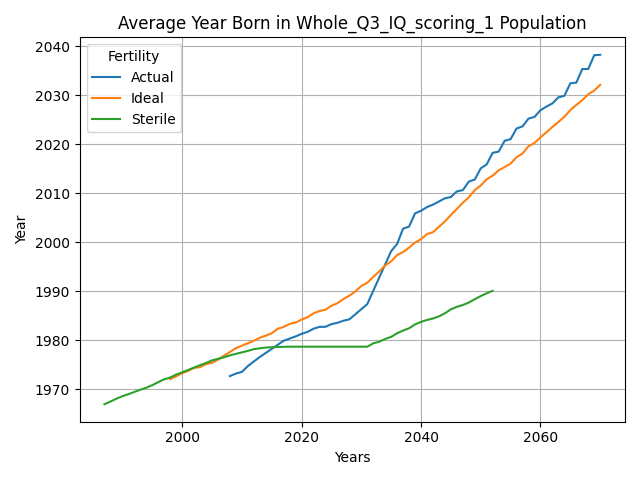 Average Year Born in Whole_Q3_IQ_scoring_1 Population
2040
2030
2020
2010
2000
1990
1980
1970
Year
Fertility
Actual
Ideal
Sterile
2000
2020
2040
2060
Years